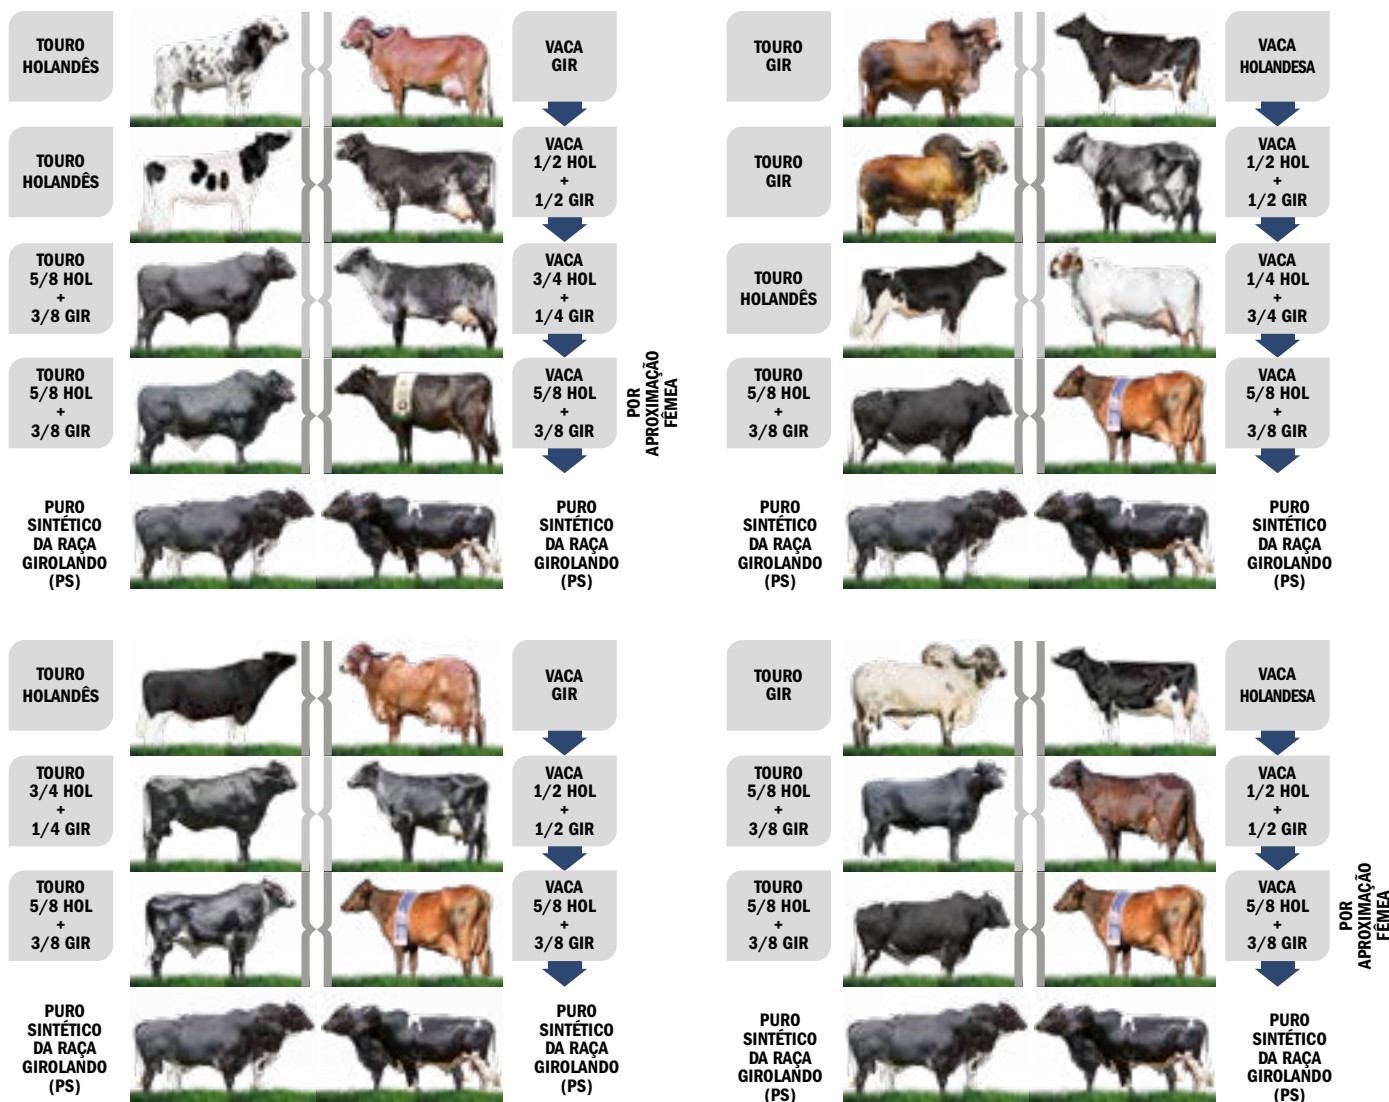 TOURO
HOLANDÊS
VACA
GIR
TOURO
HOLANDÊS
VACA
1/2 HOL
+
1/2 GIR
TOURO
5/8 HOL
+
3/8 GIR
VACA
3/4 HOL
+
1/4 GIR
TOURO
5/8 HOL
+
3/8 GIR
VACA
5/8 HOL
+
3/8 GIR
POR
APROXIMAÇÃO
FÊMEA
PURO
SINTÉTICO
DA RAÇA
GIROLANDO
(PS)
PURO
SINTÉTICO
DA RAÇA
GIROLANDO
(PS)
TOURO
GIR
VACA
HOLANDESA
TOURO
GIR
VACA
1/2 HOL
+
1/2 GIR
TOURO
HOLANDÊS
VACA
1/4 HOL
+
3/4 GIR
TOURO
5/8 HOL
+
3/8 GIR
VACA
5/8 HOL
+
3/8 GIR
PURO
SINTÉTICO
DA RAÇA
GIROLANDO
(PS)
PURO
SINTÉTICO
DA RAÇA
GIROLANDO
(PS)
TOURO
HOLANDÊS
VACA
GIR
TOURO
3/4 HOL
+
1/4 GIR
VACA
1/2 HOL
+
1/2 GIR
TOURO
5/8 HOL
+
3/8 GIR
VACA
5/8 HOL
+
3/8 GIR
PURO
SINTÉTICO
DA RAÇA
GIROLANDO
(PS)
PURO
SINTÉTICO
DA RAÇA
GIROLANDO
(PS)
TOURO
GIR
VACA
HOLANDESA
TOURO
5/8 HOL
+
3/8 GIR
VACA
1/2 HOL
+
1/2 GIR
TOURO
5/8 HOL
+
3/8 GIR
VACA
5/8 HOL
+
3/8 GIR
POR
APROXIMAÇÃO
FÊMEA
PURO
SINTÉTICO
DA RAÇA
GIROLANDO
(PS)
PURO
SINTÉTICO
DA RAÇA
GIROLANDO
(PS)